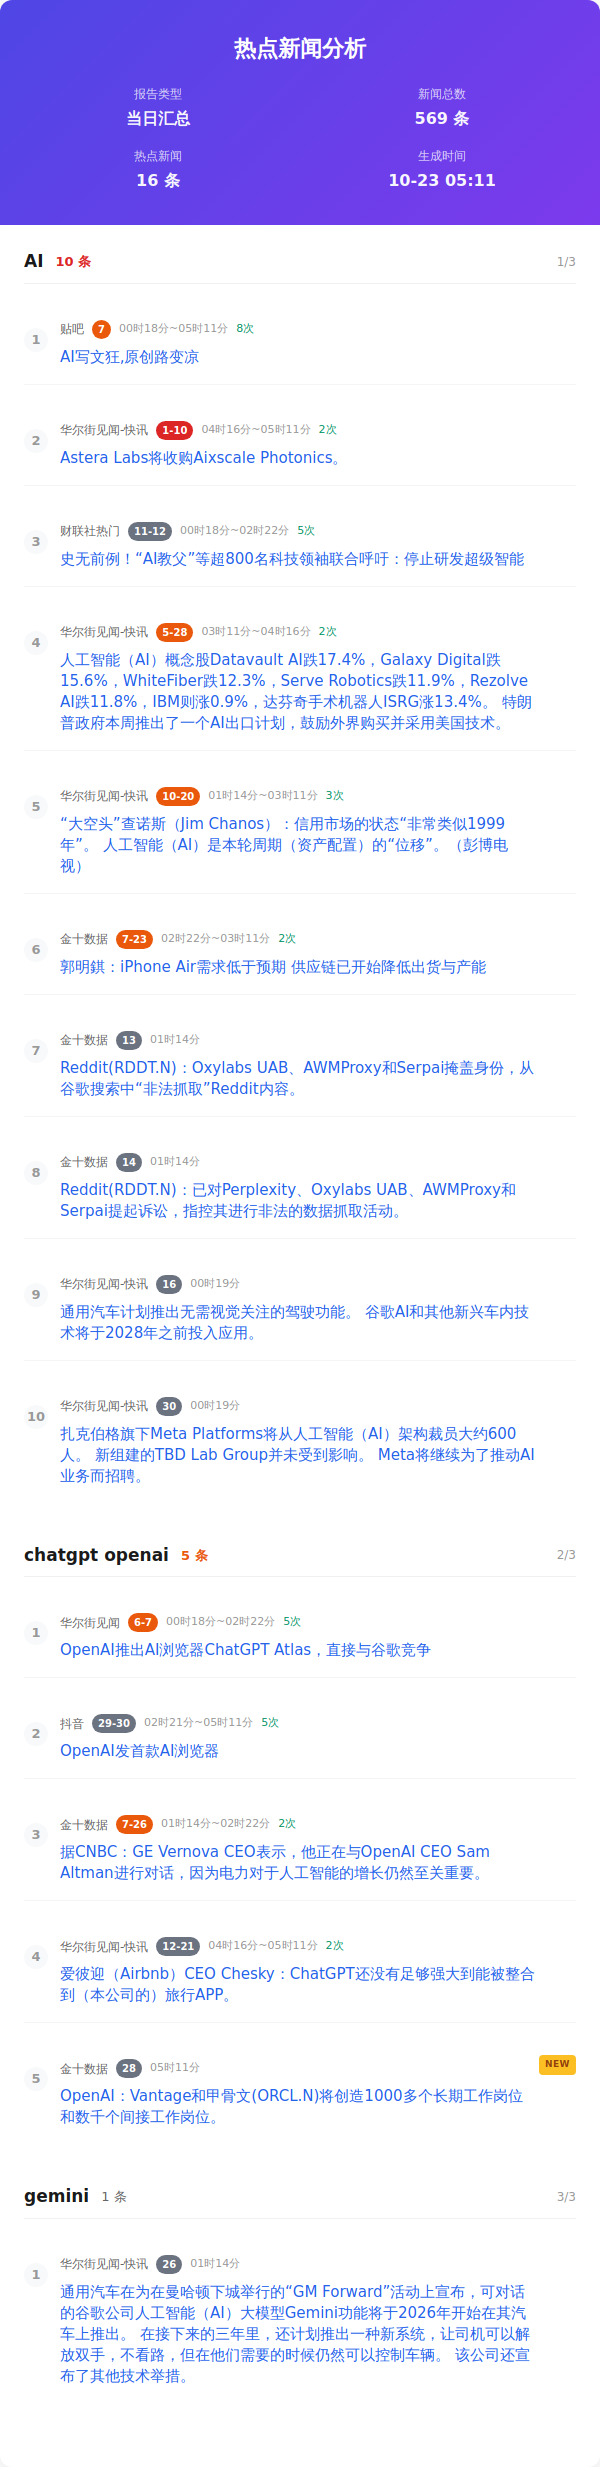 热点新闻分析
报告类型
当日汇总
新闻总数
569 条
热点新闻
16 条
生成时间
10-23 05:11
AI 10 条 1/3
1 贴吧 7 00时18分~05时11分 8次
AI写文狂,原创路变凉
2 华尔街见闻-快讯 1-10 04时16分~05时11分 2次
Astera Labs将收购Aixscale Photonics。
3 财联社热门 11-12 00时18分~02时22分 5次
史无前例！“AI教父”等超800名科技领袖联合呼吁：停止研发超级智能
4 华尔街见闻-快讯 5-28 03时11分~04时16分 2次
人工智能（AI）概念股Datavault AI跌17.4%，Galaxy Digital跌
15.6%，WhiteFiber跌12.3%，Serve Robotics跌11.9%，Rezolve
AI跌11.8%，IBM则涨0.9%，达芬奇手术机器人ISRG涨13.4%。 特朗
普政府本周推出了一个AI出口计划，鼓励外界购买并采用美国技术。
5 华尔街见闻-快讯 10-20 01时14分~03时11分 3次
“大空头”查诺斯（Jim Chanos）：信用市场的状态“非常类似1999
年”。 人工智能（AI）是本轮周期（资产配置）的“位移”。（彭博电
视）
6 金十数据 7-23 02时22分~03时11分 2次
郭明錤：iPhone Air需求低于预期 供应链已开始降低出货与产能
7 金十数据 13 01时14分
Reddit(RDDT.N)：Oxylabs UAB、AWMProxy和Serpai掩盖身份，从
谷歌搜索中“非法抓取”Reddit内容。
8 金十数据 14 01时14分
Reddit(RDDT.N)：已对Perplexity、Oxylabs UAB、AWMProxy和
Serpai提起诉讼，指控其进行非法的数据抓取活动。
9 华尔街见闻-快讯 16 00时19分
通用汽车计划推出无需视觉关注的驾驶功能。 谷歌AI和其他新兴车内技
术将于2028年之前投入应用。
10 华尔街见闻-快讯 30 00时19分
扎克伯格旗下Meta Platforms将从人工智能（AI）架构裁员大约600
人。 新组建的TBD Lab Group并未受到影响。 Meta将继续为了推动AI
业务而招聘。
chatgpt openai 5 条 2/3
1 华尔街见闻 6-7 00时18分~02时22分 5次
OpenAI推出AI浏览器ChatGPT Atlas，直接与谷歌竞争
2 抖音 29-30 02时21分~05时11分 5次
OpenAI发首款AI浏览器
3 金十数据 7-26 01时14分~02时22分 2次
据CNBC：GE Vernova CEO表示，他正在与OpenAI CEO Sam
Altman进行对话，因为电力对于人工智能的增长仍然至关重要。
4 华尔街见闻-快讯 12-21 04时16分~05时11分 2次
爱彼迎（Airbnb）CEO Chesky：ChatGPT还没有足够强大到能被整合
到（本公司的）旅行APP。
5 金十数据 28 05时11分 NEW
OpenAI：Vantage和甲骨文(ORCL.N)将创造1000多个长期工作岗位
和数千个间接工作岗位。
gemini 1 条 3/3
1 华尔街见闻-快讯 26 01时14分
通用汽车在为在曼哈顿下城举行的“GM Forward”活动上宣布，可对话
的谷歌公司人工智能（AI）大模型Gemini功能将于2026年开始在其汽
车上推出。 在接下来的三年里，还计划推出一种新系统，让司机可以解
放双手，不看路，但在他们需要的时候仍然可以控制车辆。 该公司还宣
布了其他技术举措。